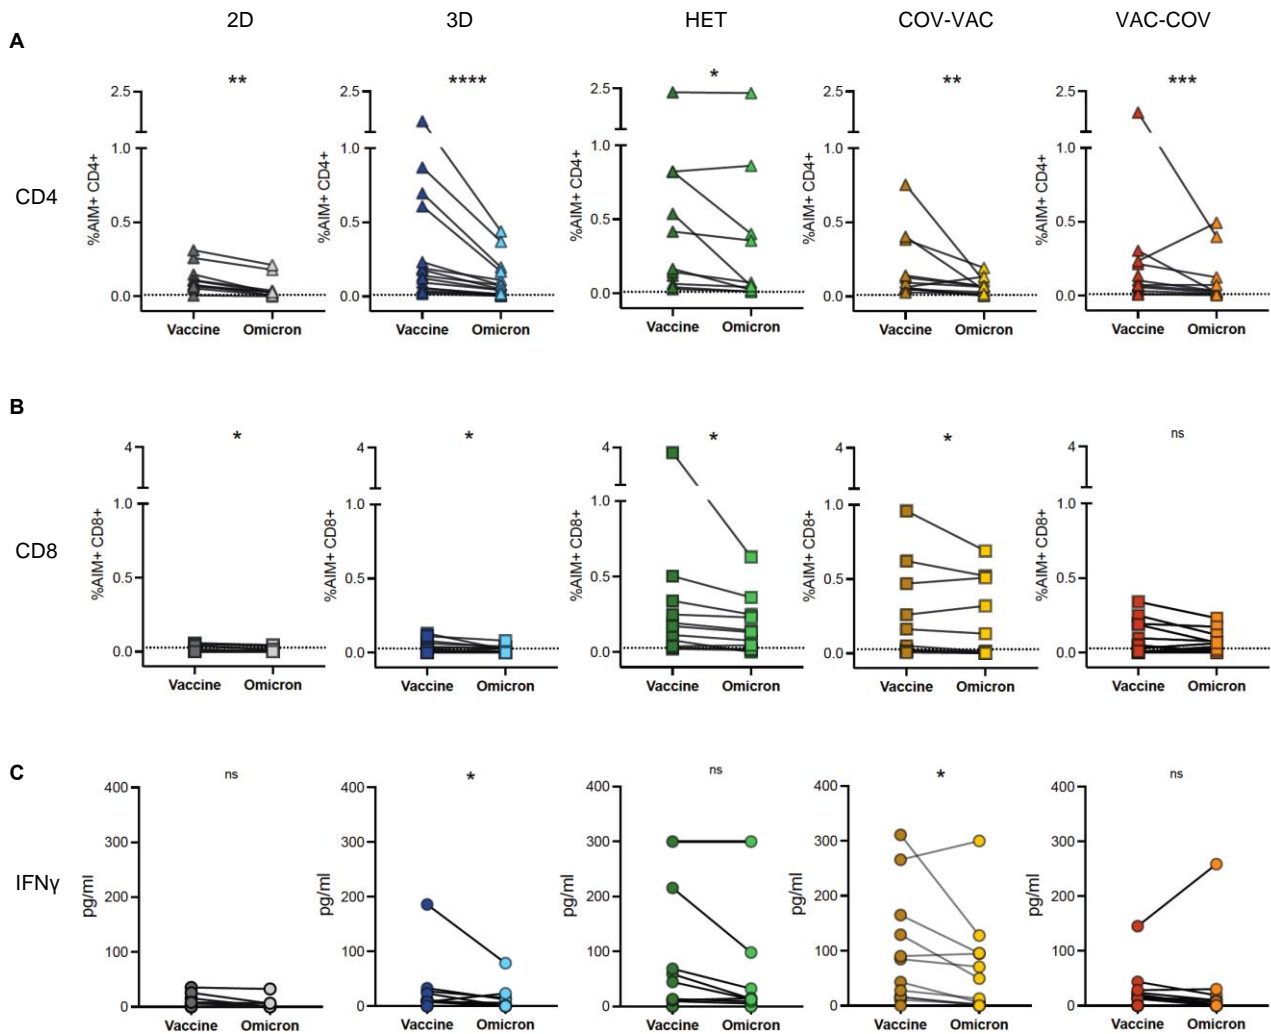 2D 3D HET COV-VAC VAC-COV
A
** **** * ** ***
2.5 2.5 2.5 2.5 2.5
1.0 1.0 1.0 1.0 1.0
CD4 %AIM+ CD4+ %AIM+ CD4+ %AIM+ CD4+ %AIM+ CD4+ %AIM+ CD4+
0.5 0.5 0.5 0.5 0.5
0.0 0.0 0.0 0.0 0.0
Vaccine Omicron Vaccine Omicron Vaccine Omicron Vaccine Omicron Vaccine Omicron
B
* * * * ns
4 4 4 4 4
1.0 1.0 1.0 1.0 1.0
CD8 %AIM+ CD8+ %AIM+ CD8+ %AIM+ CD8+ %AIM+ CD8+ %AIM+ CD8+
0.5 0.5 0.5 0.5 0.5
0.0 0.0 0.0 0.0 0.0
Vaccine Omicron Vaccine Omicron Vaccine Omicron Vaccine Omicron Vaccine Omicron
C
ns * ns * ns
400 400 400 400 400
300 300 300 300 300
IFNγ pg/ml pg/ml pg/ml pg/ml pg/ml
200 200 200 200 200
100 100 100 100 100
0 0 0 0 0
Vaccine Omicron Vaccine Omicron Vaccine Omicron Vaccine Omicron Vaccine Omicron